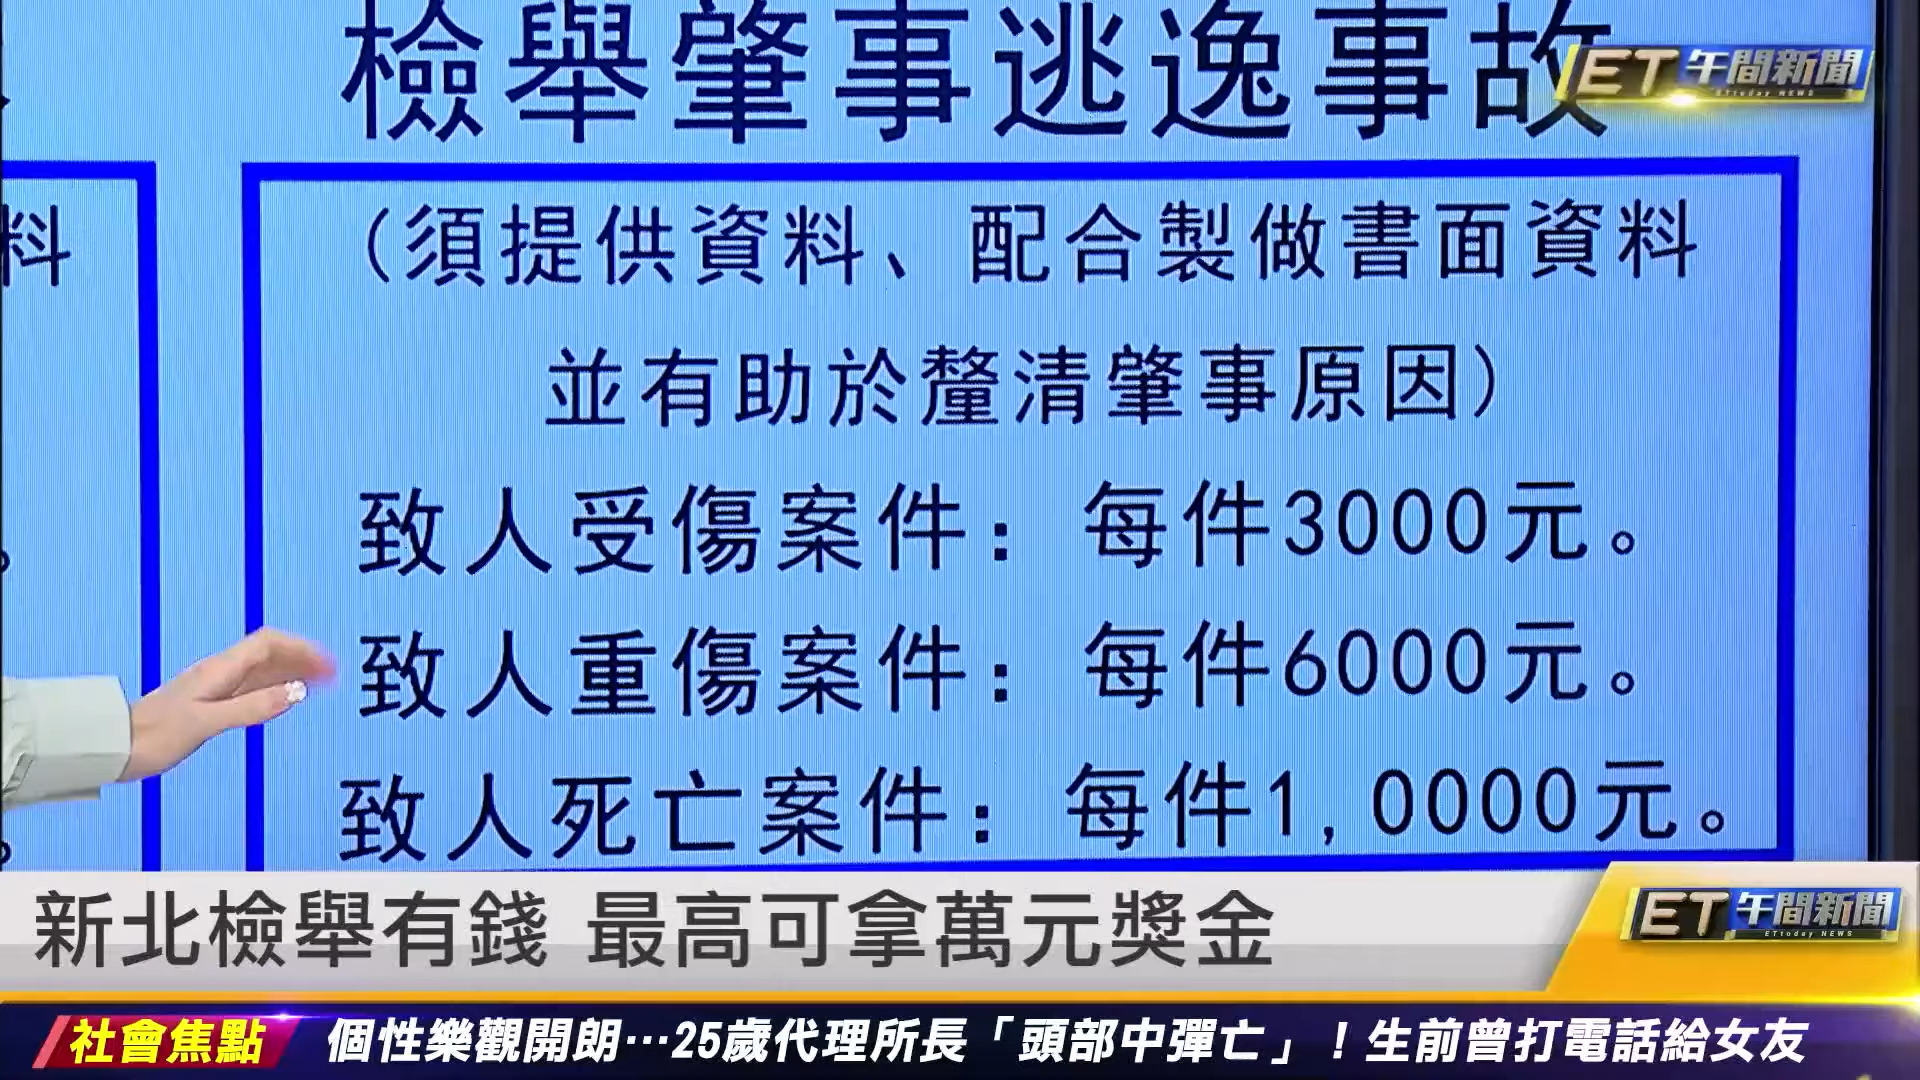 檢舉肇事逃逸事故
ET午間新聞
ETtoday NEWS
料
(須提供資料、配合製做書面資料
並有助於釐清肇事原因)
致人受傷案件:每件3000元。
致人重傷案件:每件6000元。
致人死亡案件:每件1,0000元。
新北檢舉有錢 最高可拿萬元獎金
ET午間新聞
ETtoday NEWS
社會焦點
個性樂觀開朗…25歲代理所長「頭部中彈亡」!生前曾打電話給女友